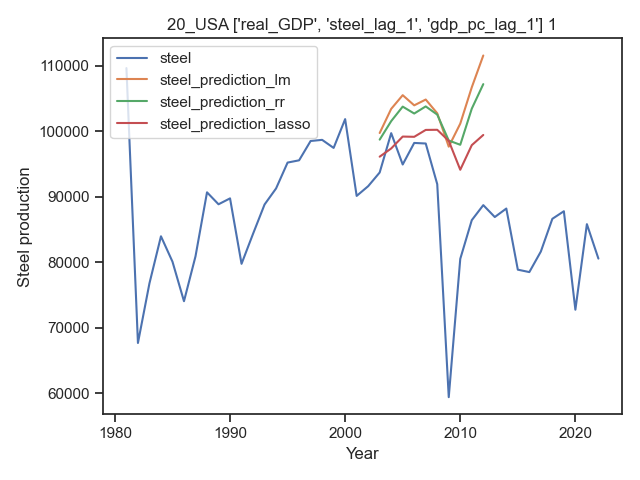 20_USA ['real_GDP', 'steel_lag_1', 'gdp_pc_lag_1'] 1
steel
steel_prediction_lm
steel_prediction_rr
steel_prediction_lasso
110000
100000
90000
80000
70000
60000
Steel production
1980
1990
2000
2010
2020
Year